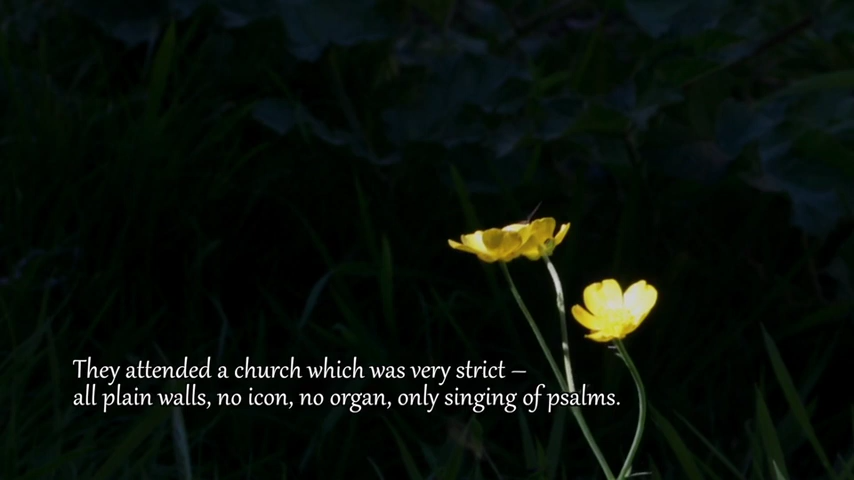 They attended a church which was very strict –
all plain walls, no icon, no organ, only singing of psalms.